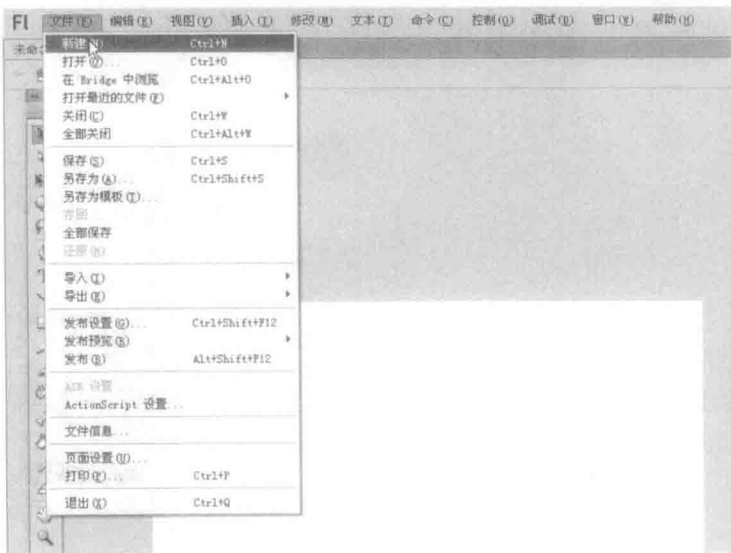 Fl 文件(F) 编辑(E) 视图(V) 插入(I) 修改(M) 文本(T) 命令(C) 控制(O) 调试(D) 窗口(W) 帮助(H)
新建(N) Ctrl+N
打开(O)... Ctrl+O
在 Bridge 中浏览 Ctrl+Alt+O
打开最近的文件(P)
关闭(C) Ctrl+W
全部关闭 Ctrl+Alt+W
保存(S) Ctrl+S
另存为(A)... Ctrl+Shift+S
另存为模板(T)...
存回
全部保存
还原(H)
导入(I)
导出(E)
发布设置(G)... Ctrl+Shift+F12
发布预览(R)
发布(B) Alt+Shift+F12
AIR 设置
ActionScript 设置...
文件信息...
页面设置(U)...
打印(P)... Ctrl+P
退出(X) Ctrl+Q